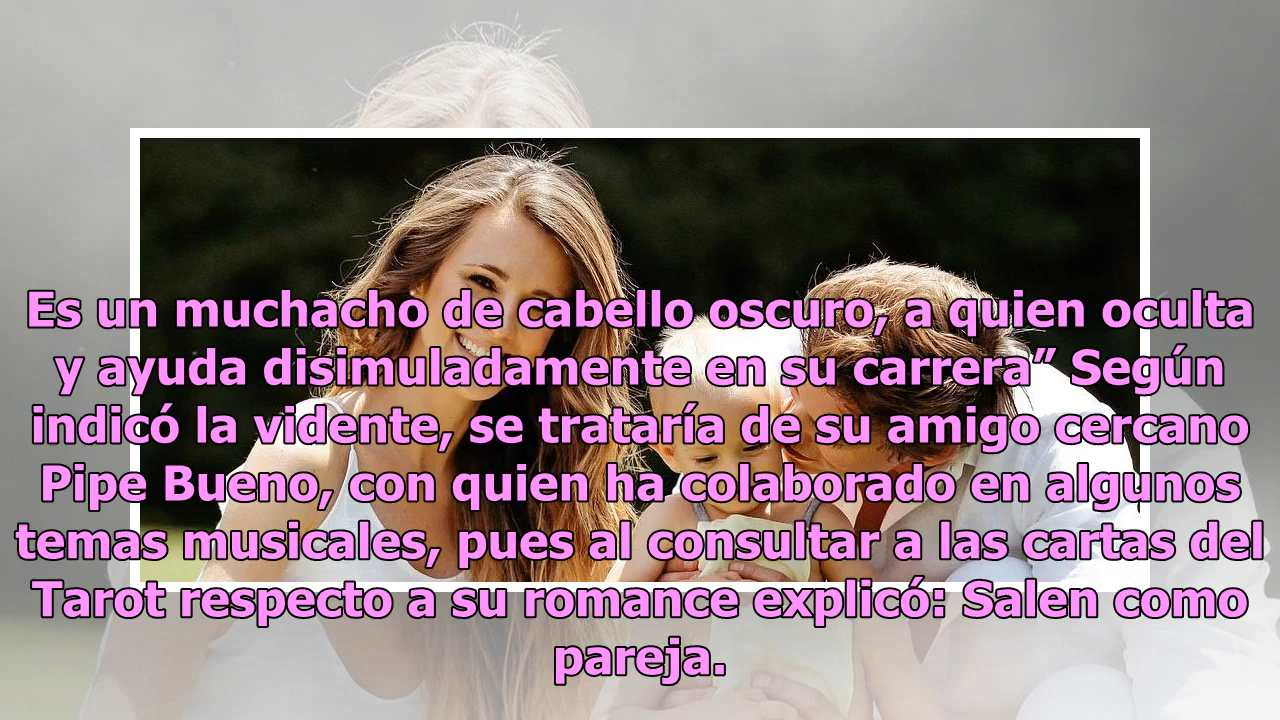 Es un muchacho de cabello oscuro, a quien oculta
y ayuda disimuladamente en su carrera” Según
indicó la vidente, se trataría de su amigo cercano
Pipe Bueno, con quien ha colaborado en algunos
temas musicales, pues al consultar a las cartas del
Tarot respecto a su romance explicó: Salen como
pareja.